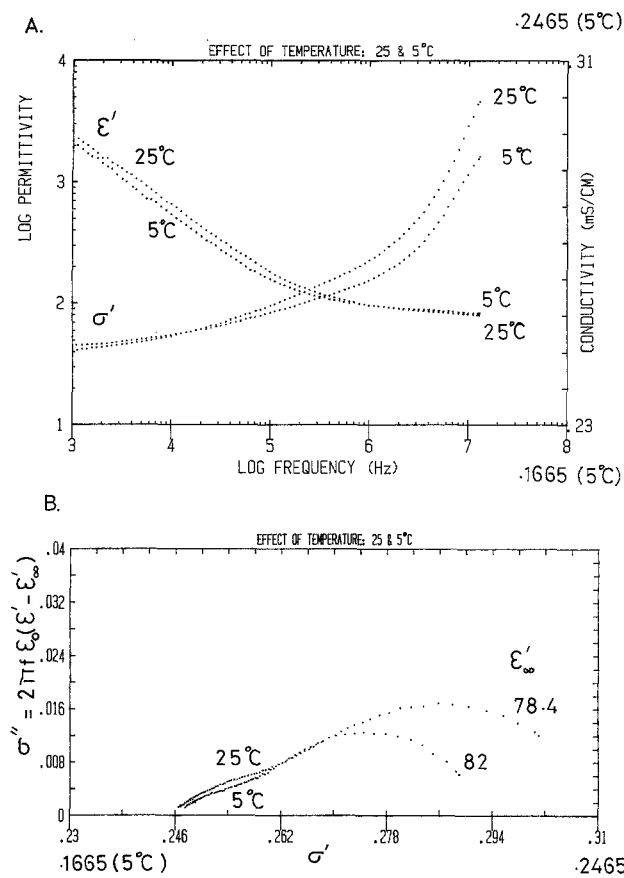 A.
.2465 (5°C)
EFFECT OF TEMPERATURE: 25 & 5°C
4
.31
ε'
25°C
25°C
5°C
3
5°C
LOG PERMITTIVITY
CONDUCTIVITY (mS/CM)
2
σ'
5°C
25°C
1
.23
3 4 5 6 7 8
LOG FREQUENCY (Hz)
.1665 (5°C)
B.
EFFECT OF TEMPERATURE: 25 & 5°C
.04
.032
.024
.016
.008
0
σ'' = 2πf ε₀(ε' - ε'∞)
ε'∞
78.4
82
25°C
5°C
.23 .246 .262 .278 .294 .31
.1665 (5°C) σ' .2465